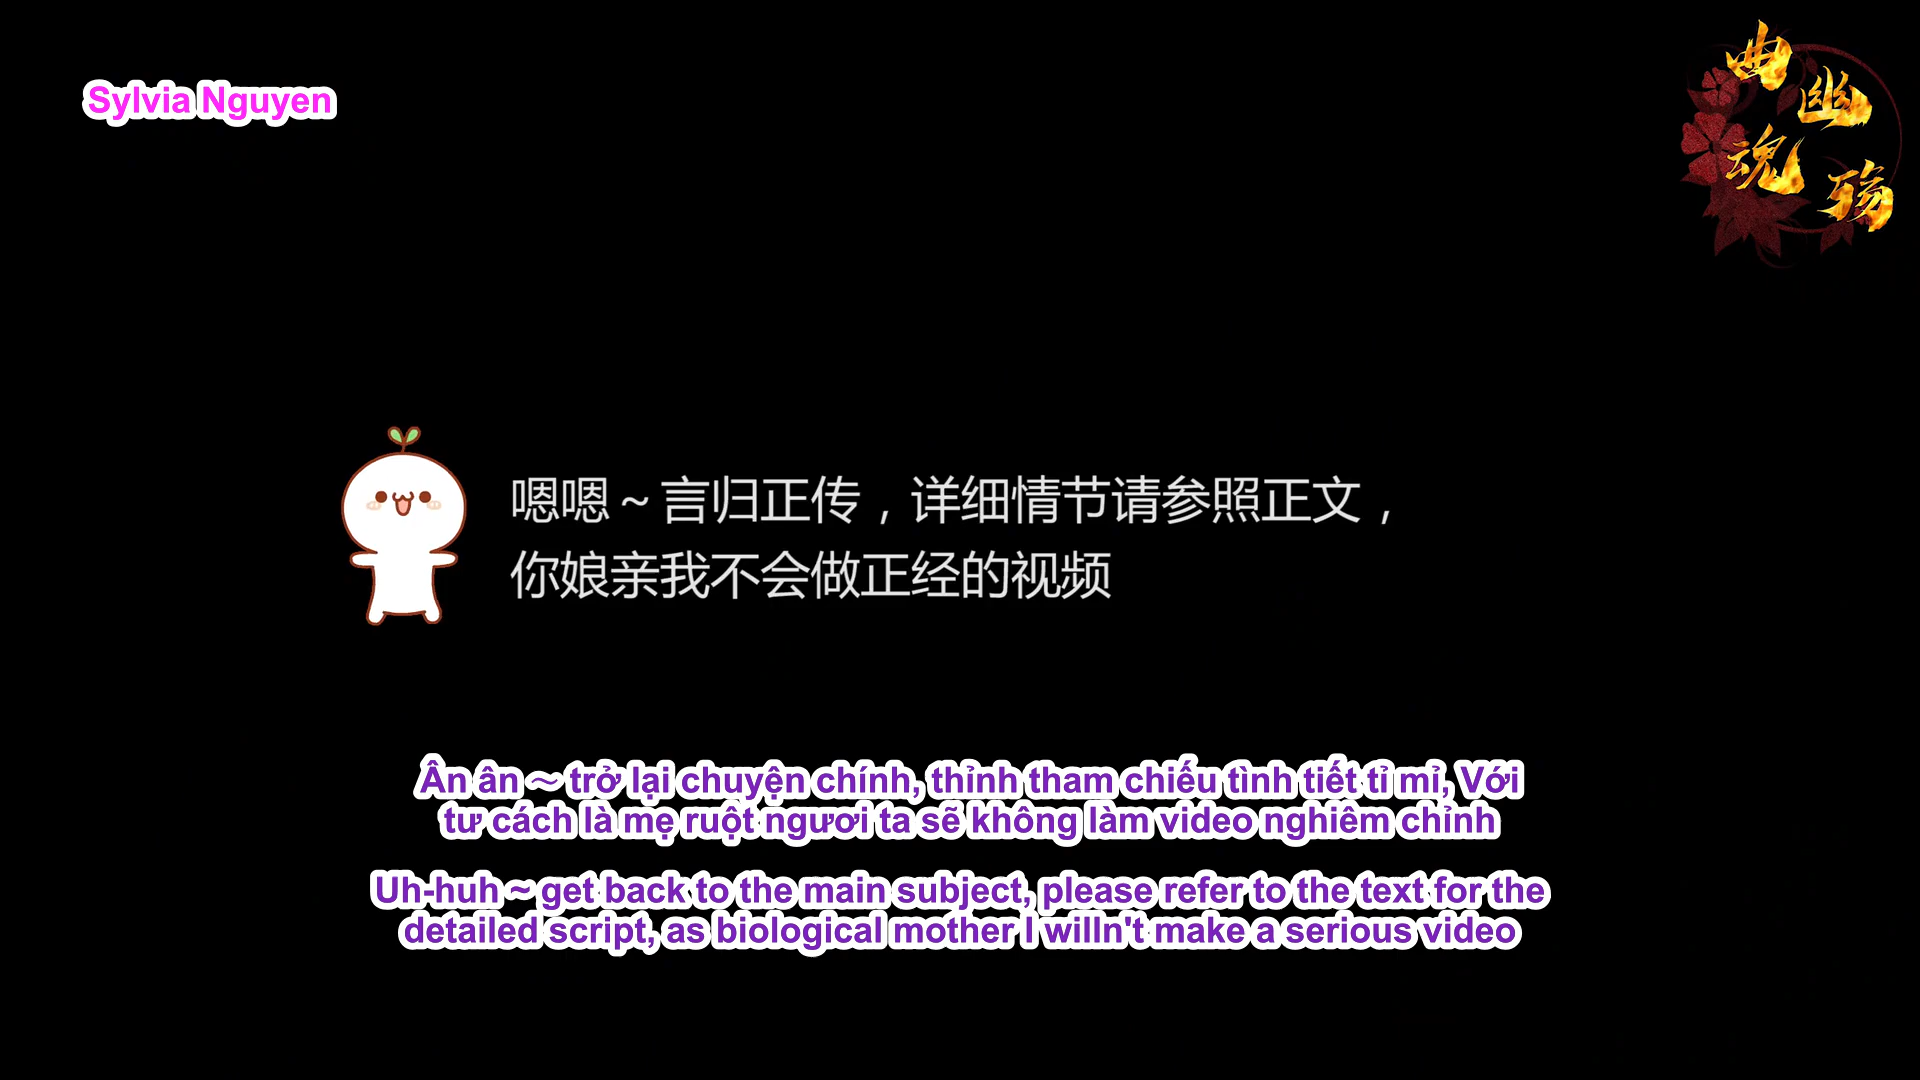 Sylvia Nguyen
曲
幽
魂
殇
嗯嗯～言归正传，详细情节请参照正文，
你娘亲我不会做正经的视频
Ân ân ～ trở lại chuyện chính, thỉnh tham chiếu tình tiết tỉ mỉ, Với
tư cách là mẹ ruột ngươi ta sẽ không làm video nghiêm chỉnh
Uh-huh ~ get back to the main subject, please refer to the text for the
detailed script, as biological mother I willn't make a serious video